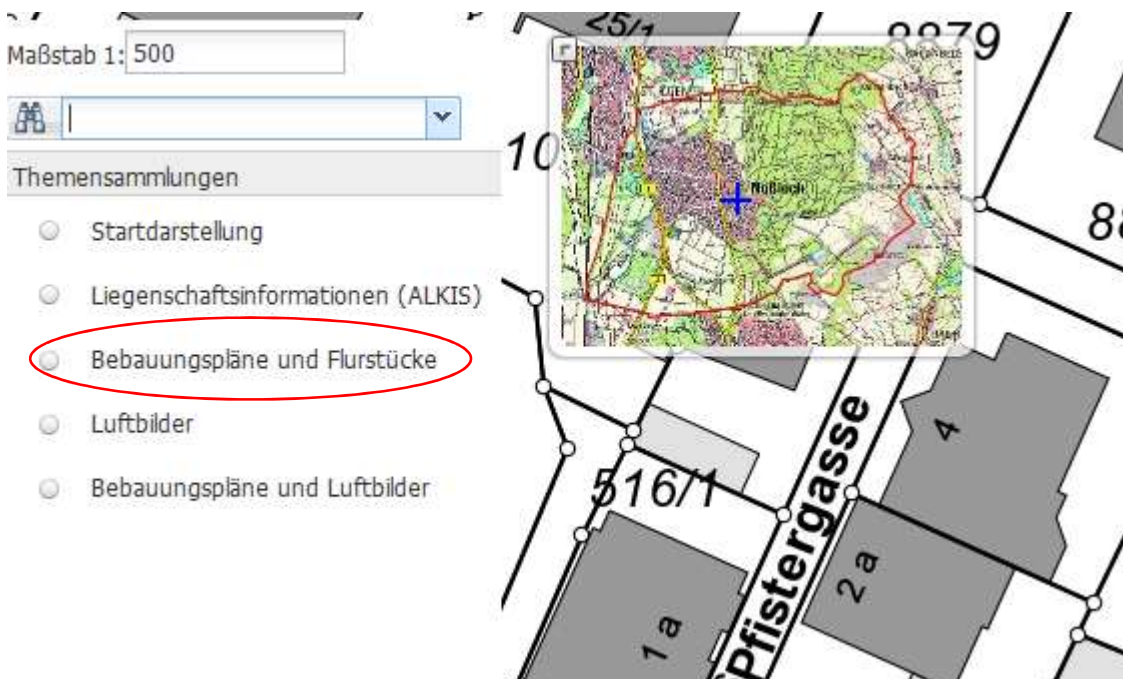 Maßstab 1: 500
Themensammlungen
Startdarstellung
Liegenschaftsinformationen (ALKIS)
Bebauungspläne und Flurstücke
Luftbilder
Bebauungspläne und Luftbilder
25/1
8879
10
Nußloch
88
4
516/1
Pfistergasse
2 a
1 a